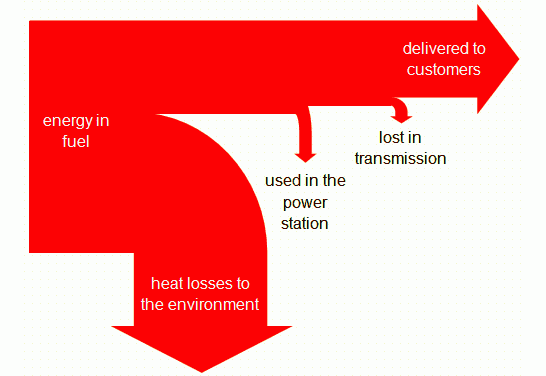 delivered to
customers
energy in
fuel
lost in
transmission
used in the
power
station
heat losses to
the environment